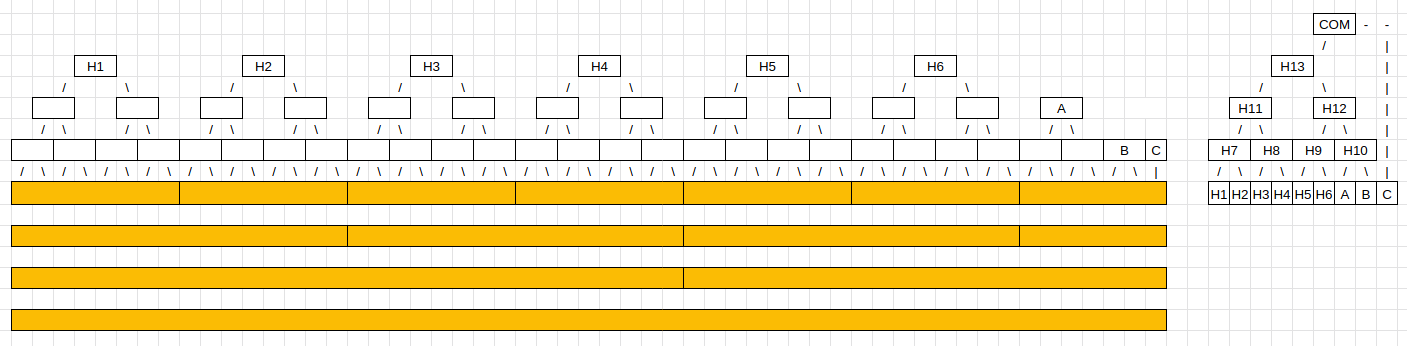 COM - -
/ |
H1 H2 H3 H4 H5 H6 H13 |
/ \ / \ / \ / \ / \ / \ / \ |
A H11 H12 |
/ \ / \ / \ / \ / \ / \ / \ / \ / \ / \ / \ / \ / \ / \ / \ |
B C H7 H8 H9 H10 |
/ \ / \ / \ / \ / \ / \ / \ / \ / \ / \ / \ / \ / \ / \ / \ / \ / \ / \ / \ / \ / \ / \ / \ / \ / \ / \ / \ | / \ / \ / \ / \ |
H1 H2 H3 H4 H5 H6 A B C